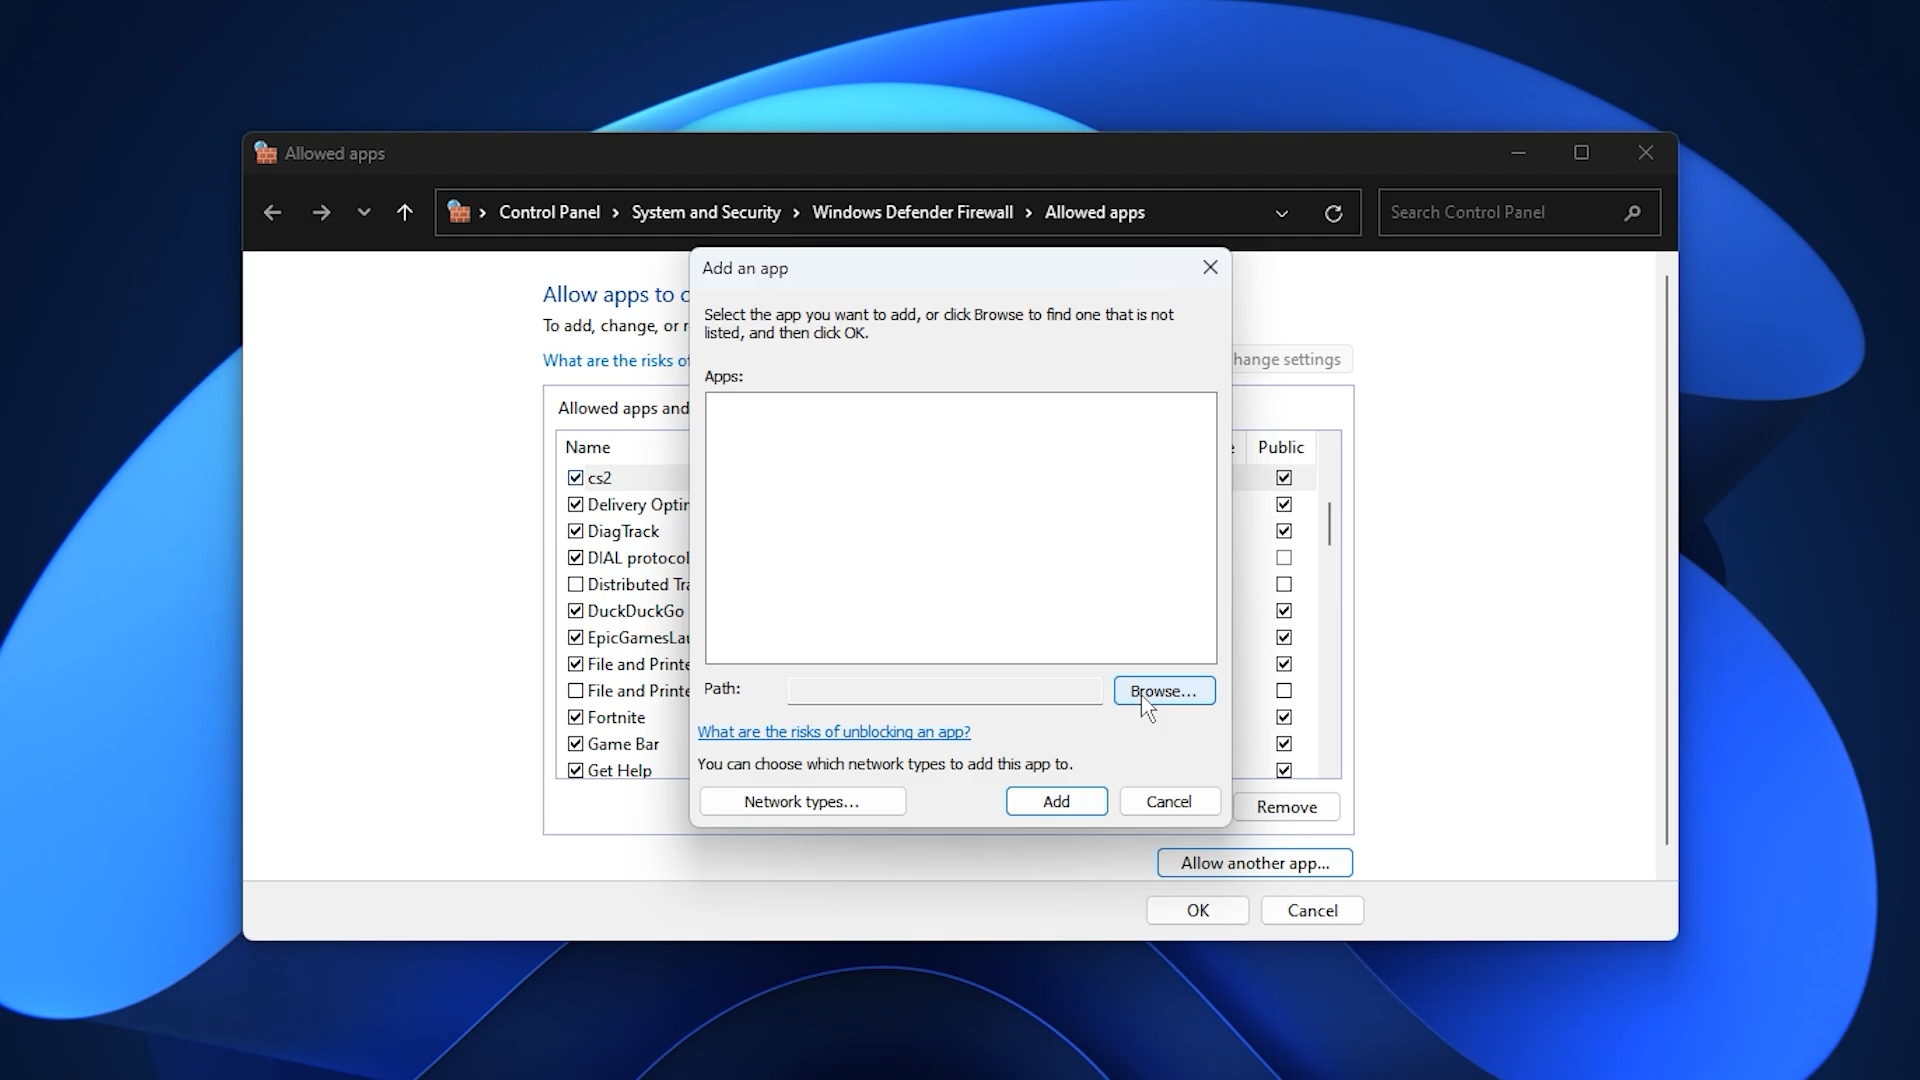 Allowed apps
Control Panel > System and Security > Windows Defender Firewall > Allowed apps
Search Control Panel
Add an app
Select the app you want to add, or click Browse to find one that is not
listed, and then click OK.
Apps:
Path:
Browse...
What are the risks of unblocking an app?
You can choose which network types to add this app to.
Network types...
Add
Cancel
Allow apps to
To add, change, or
What are the risks of
hange settings
Allowed apps and
Name
Public
cs2
Delivery
DiagTrack
DIAL protocol
Distributed
DuckDuckGo
EpicGamesLau
File and Printe
File and Printe
Fortnite
Game Bar
Get Help
Remove
Allow another app...
OK
Cancel